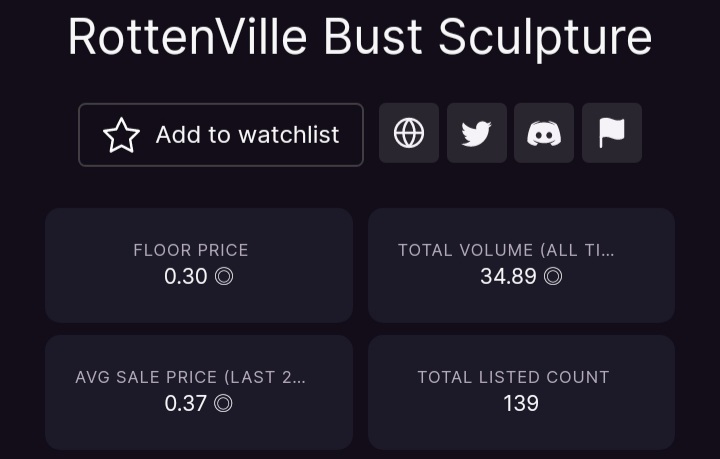 RottenVille Bust Sculpture
Add to watchlist
FLOOR PRICE
0.30
TOTAL VOLUME (ALL TI...
34.89
AVG SALE PRICE (LAST 2...
0.37
TOTAL LISTED COUNT
139